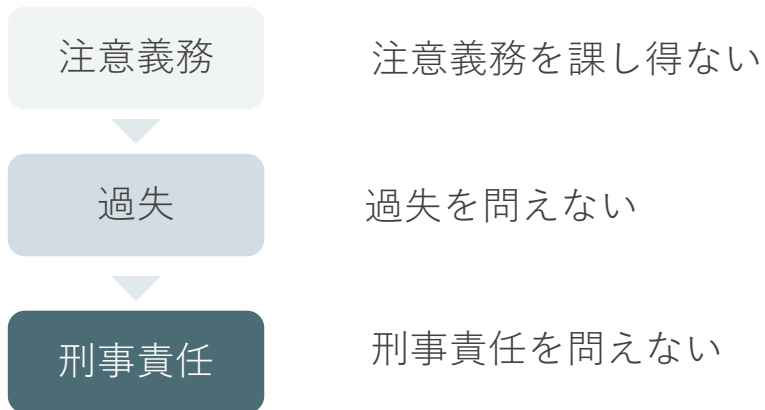 注意義務
注意義務を課し得ない
過失
過失を問えない
刑事責任
刑事責任を問えない